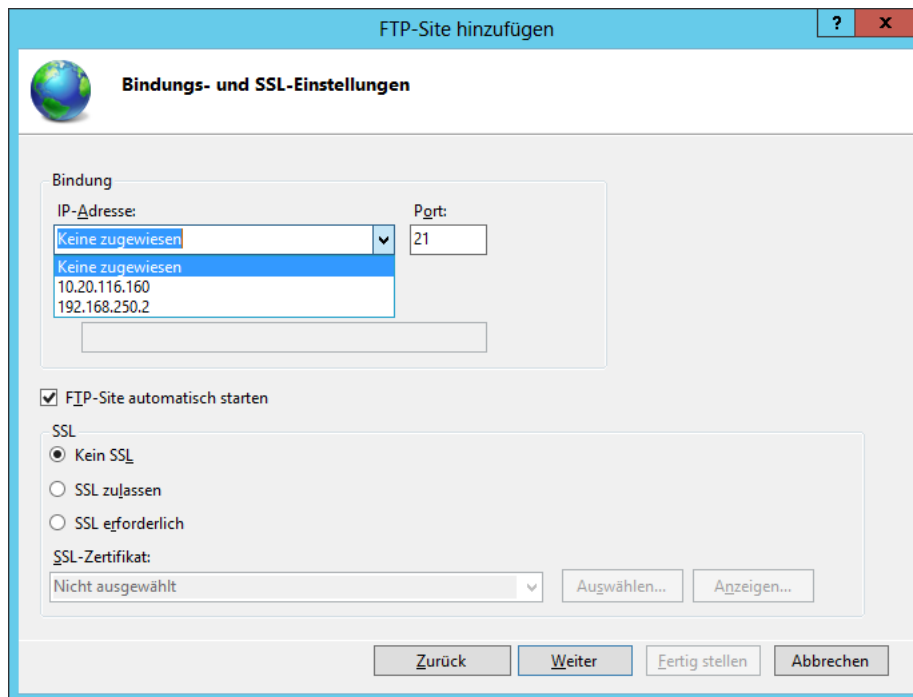 FTP-Site hinzufügen
? x
Bindungs- und SSL-Einstellungen
Bindung
IP-Adresse: Port:
Keine zugewiesen 21
Keine zugewiesen
10.20.116.160
192.168.250.2
FTP-Site automatisch starten
SSL
Kein SSL
SSL zulassen
SSL erforderlich
SSL-Zertifikat:
Nicht ausgewählt Auswählen... Anzeigen...
Zurück Weiter Fertig stellen Abbrechen